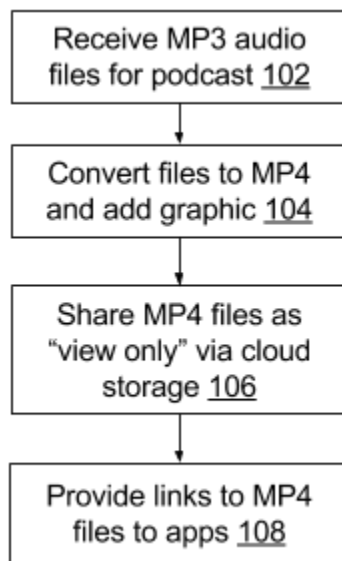 Receive MP3 audio
files for podcast 102
Convert files to MP4
and add graphic 104
Share MP4 files as
“view only” via cloud
storage 106
Provide links to MP4
files to apps 108